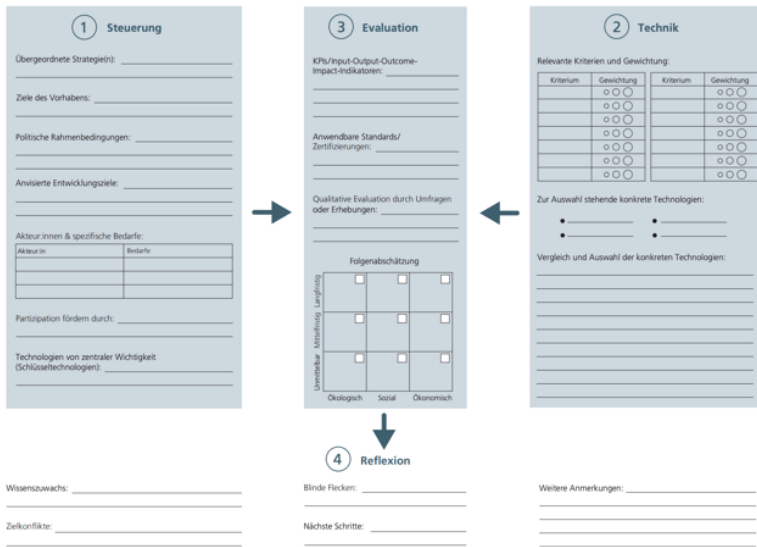 1 Steuerung
Übergeordnete Strategie(n):
Ziele des Vorhabens:
Politische Rahmenbedingungen:
Anvisierte Entwicklungsziele:
Akteur:innen & spezifische Bedarfe:
Akteur:in Bedarfe
Partizipation fördern durch:
Technologien von zentraler Wichtigkeit
(Schlüsseltechnologien):
3 Evaluation
KPIs/Input-Output-Outcome-
Impact-Indikatoren:
Anwendbare Standards/
Zertifizierungen:
Qualitative Evaluation durch Umfragen
oder Erhebungen:
Folgenabschätzung
Langfristig
Mittelfristig
Unmittelbar
Ökologisch Sozial Ökonomisch
2 Technik
Relevante Kriterien und Gewichtung:
Kriterium Gewichtung Kriterium Gewichtung
Zur Auswahl stehende konkrete Technologien:
Vergleich und Auswahl der konkreten Technologien:
4 Reflexion
Wissenszuwachs:
Zielkonflikte:
Blinde Flecken:
Nächste Schritte:
Weitere Anmerkungen: